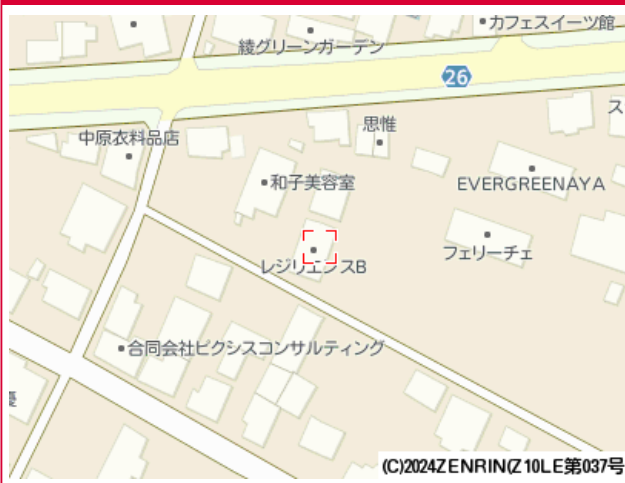 カフェスイーツ館
綾グリーンガーデン
26
ス
思惟
中原衣料品店
和子美容室
EVERGREENAYA
フェリーチェ
レジリエンスB
合同会社ピクシスコンサルティング
(C)2024ZENRIN(Z10LE第037号